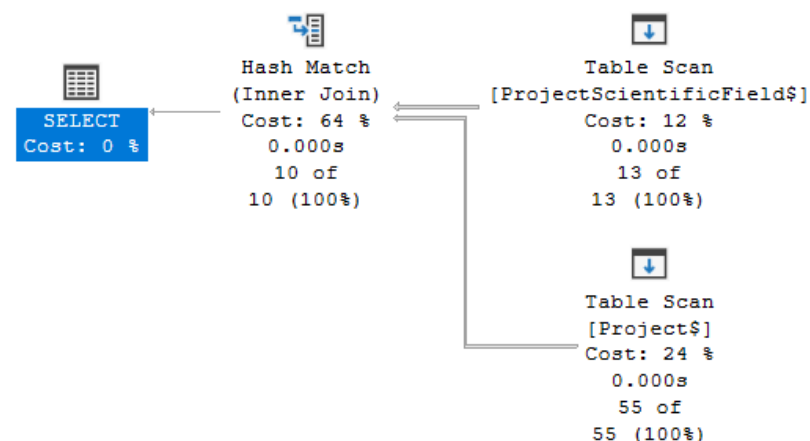 SELECT
Cost: 0 %
Hash Match
(Inner Join)
Cost: 64 %
0.000s
10 of
10 (100%)
Table Scan
[ProjectScientificField$]
Cost: 12 %
0.000s
13 of
13 (100%)
Table Scan
[Project$]
Cost: 24 %
0.000s
55 of
55 (100%)